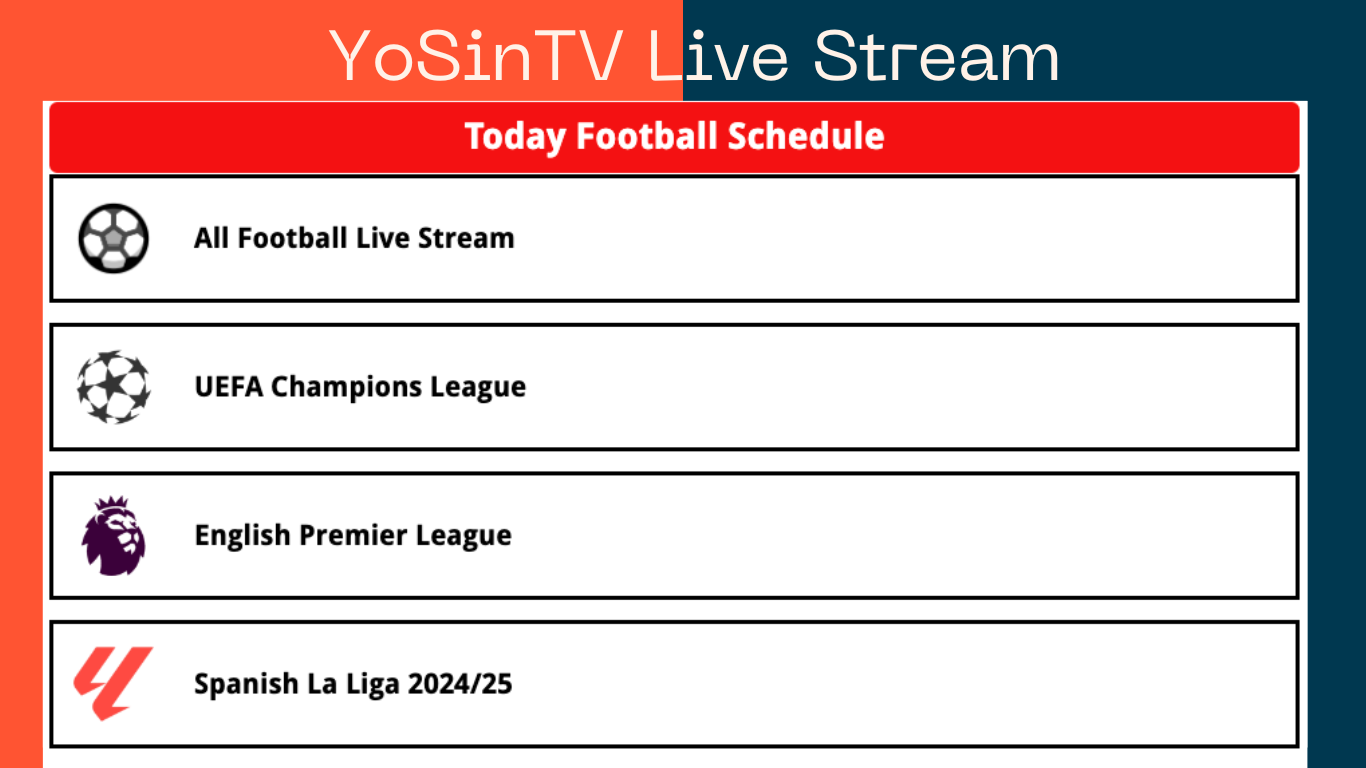 YoSinTV Live Stream
Today Football Schedule
All Football Live Stream
UEFA Champions League
English Premier League
Spanish La Liga 2024/25